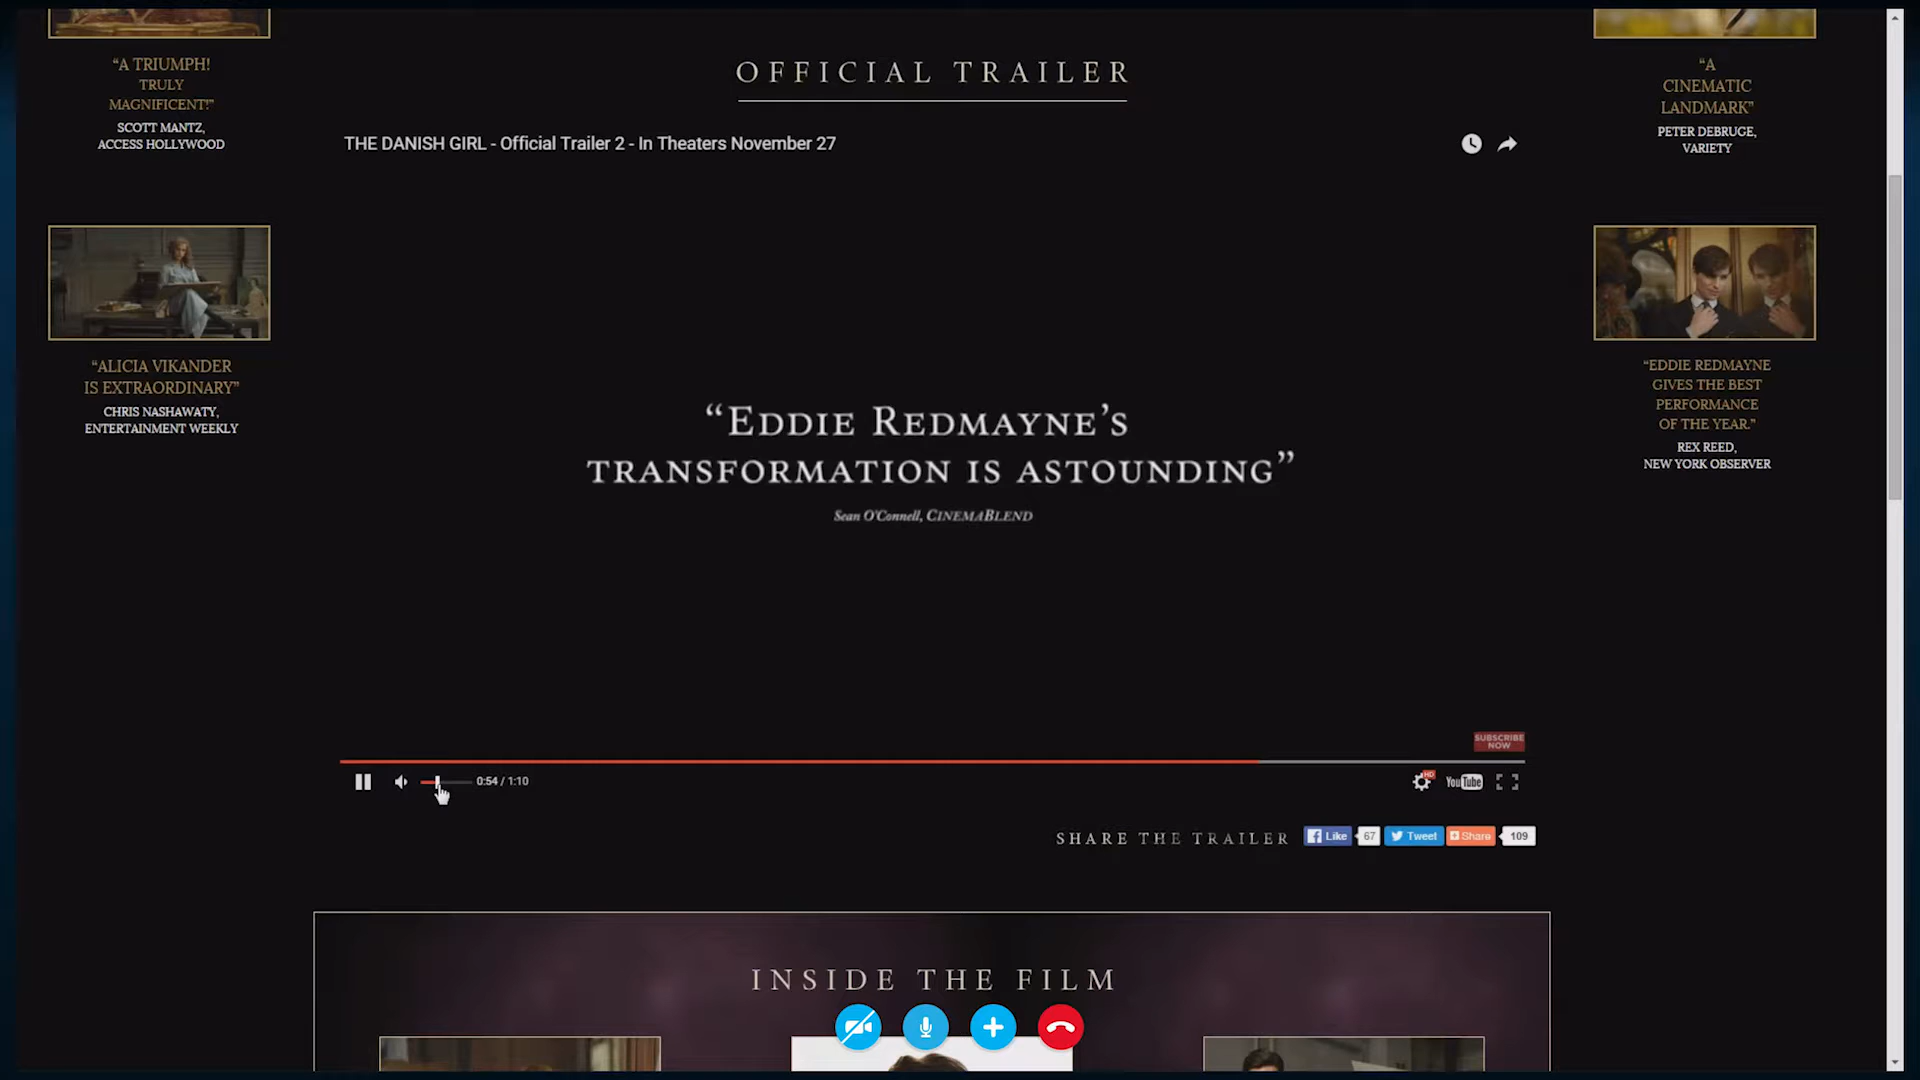 OFFICIAL TRAILER
THE DANISH GIRL - Official Trailer 2 - In Theaters November 27
“A TRIUMPH!
TRULY
MAGNIFICENT!”
SCOTT MANTZ,
ACCESS HOLLYWOOD
“ALICIA VIKANDER
IS EXTRAORDINARY”
CHRIS NASHAWATY,
ENTERTAINMENT WEEKLY
“EDDIE REDMAYNE’S
TRANSFORMATION IS ASTOUNDING”
Sean O'Connell, CINEMABLEND
“A
CINEMATIC
LANDMARK”
PETER DEBRUGE,
VARIETY
“EDDIE REDMAYNE
GIVES THE BEST
PERFORMANCE
OF THE YEAR.”
REX REED,
NEW YORK OBSERVER
SUBSCRIBE
NOW
0:54 / 1:10
HD
YouTube
SHARE THE TRAILER
Like 67 Tweet Share 109
INSIDE THE FILM